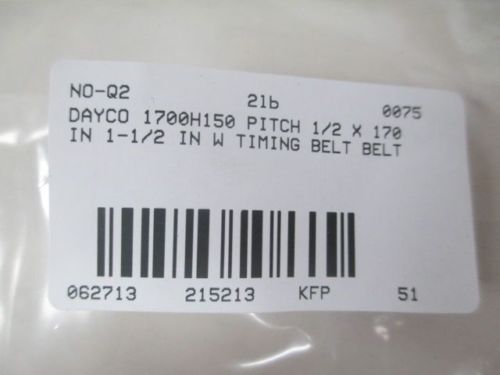 NO-Q2 2lb 0075
DAYCO 1700H150 PITCH 1/2 X 170
IN 1-1/2 IN W TIMING BELT BELT
062713 215213 KFP 51